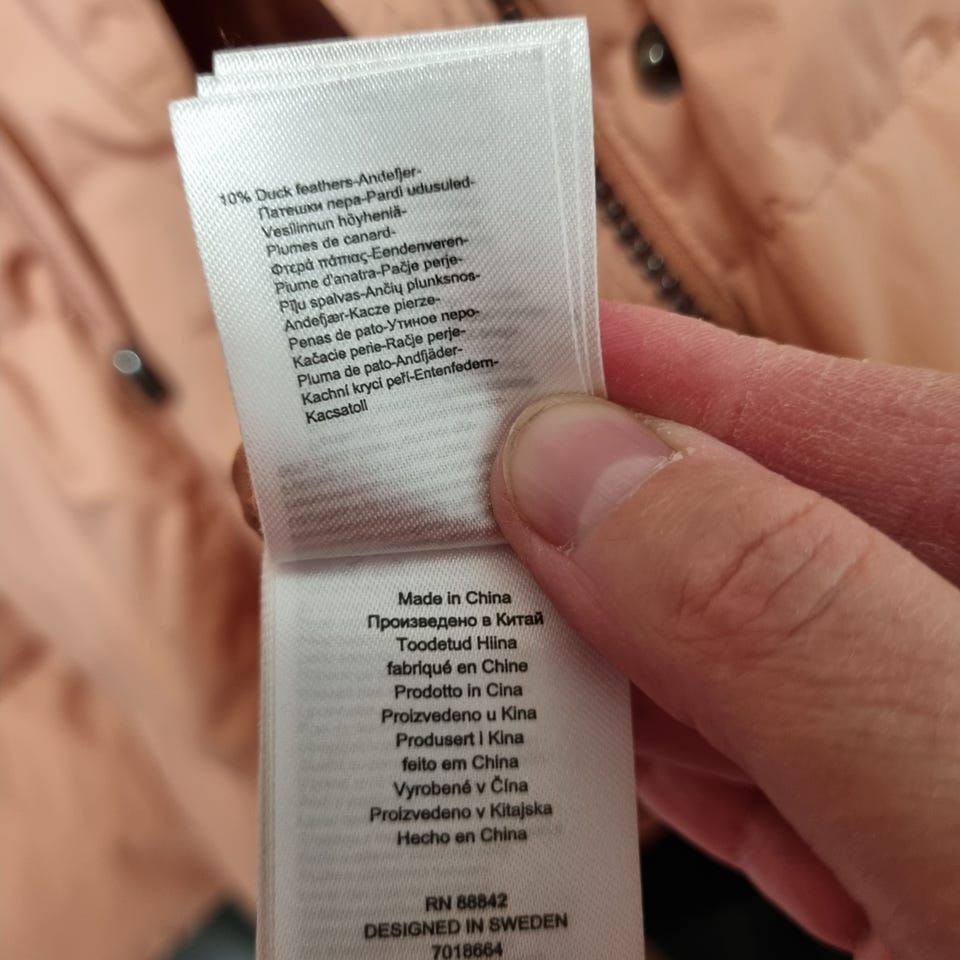 10% Duck feathers-Andefjer-
Патешки пера-Pardi udusuled-
Vesilinnun höyheniä-
Plumes de canard-
Φτερά πάπιας-Eendenveren-
Piume d'anatra-Pačje perje-
Pīļu spalvas-Ančių plunksnos-
Andefjær-Kacze pierze-
Penas de pato-Утиное перо-
Kačacie perie-Račje perje-
Pluma de pato-Andfjäder-
Kachní krycí peří-Entenfedern-
Kacsatoll
Made in China
Произведено в Китай
Toodetud Hiina
fabriqué en Chine
Prodotto in Cina
Proizvedeno u Kina
Produsert i Kina
feito em China
Vyrobené v Čína
Proizvedeno v Kitajska
Hecho en China
RN 88842
DESIGNED IN SWEDEN
7018664